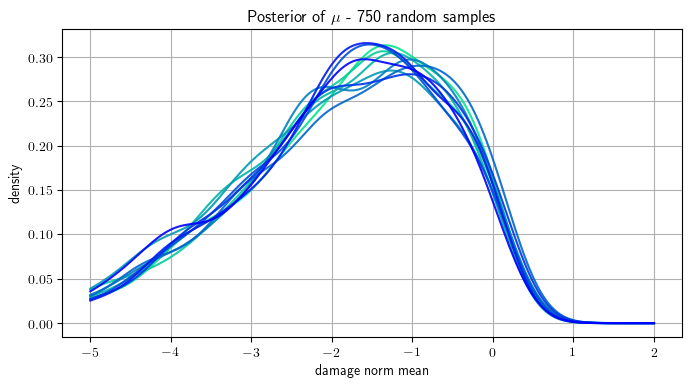 Posterior of μ - 750 random samples
density
0.30
0.25
0.20
0.15
0.10
0.05
0.00
−5 −4 −3 −2 −1 0 1 2
damage norm mean